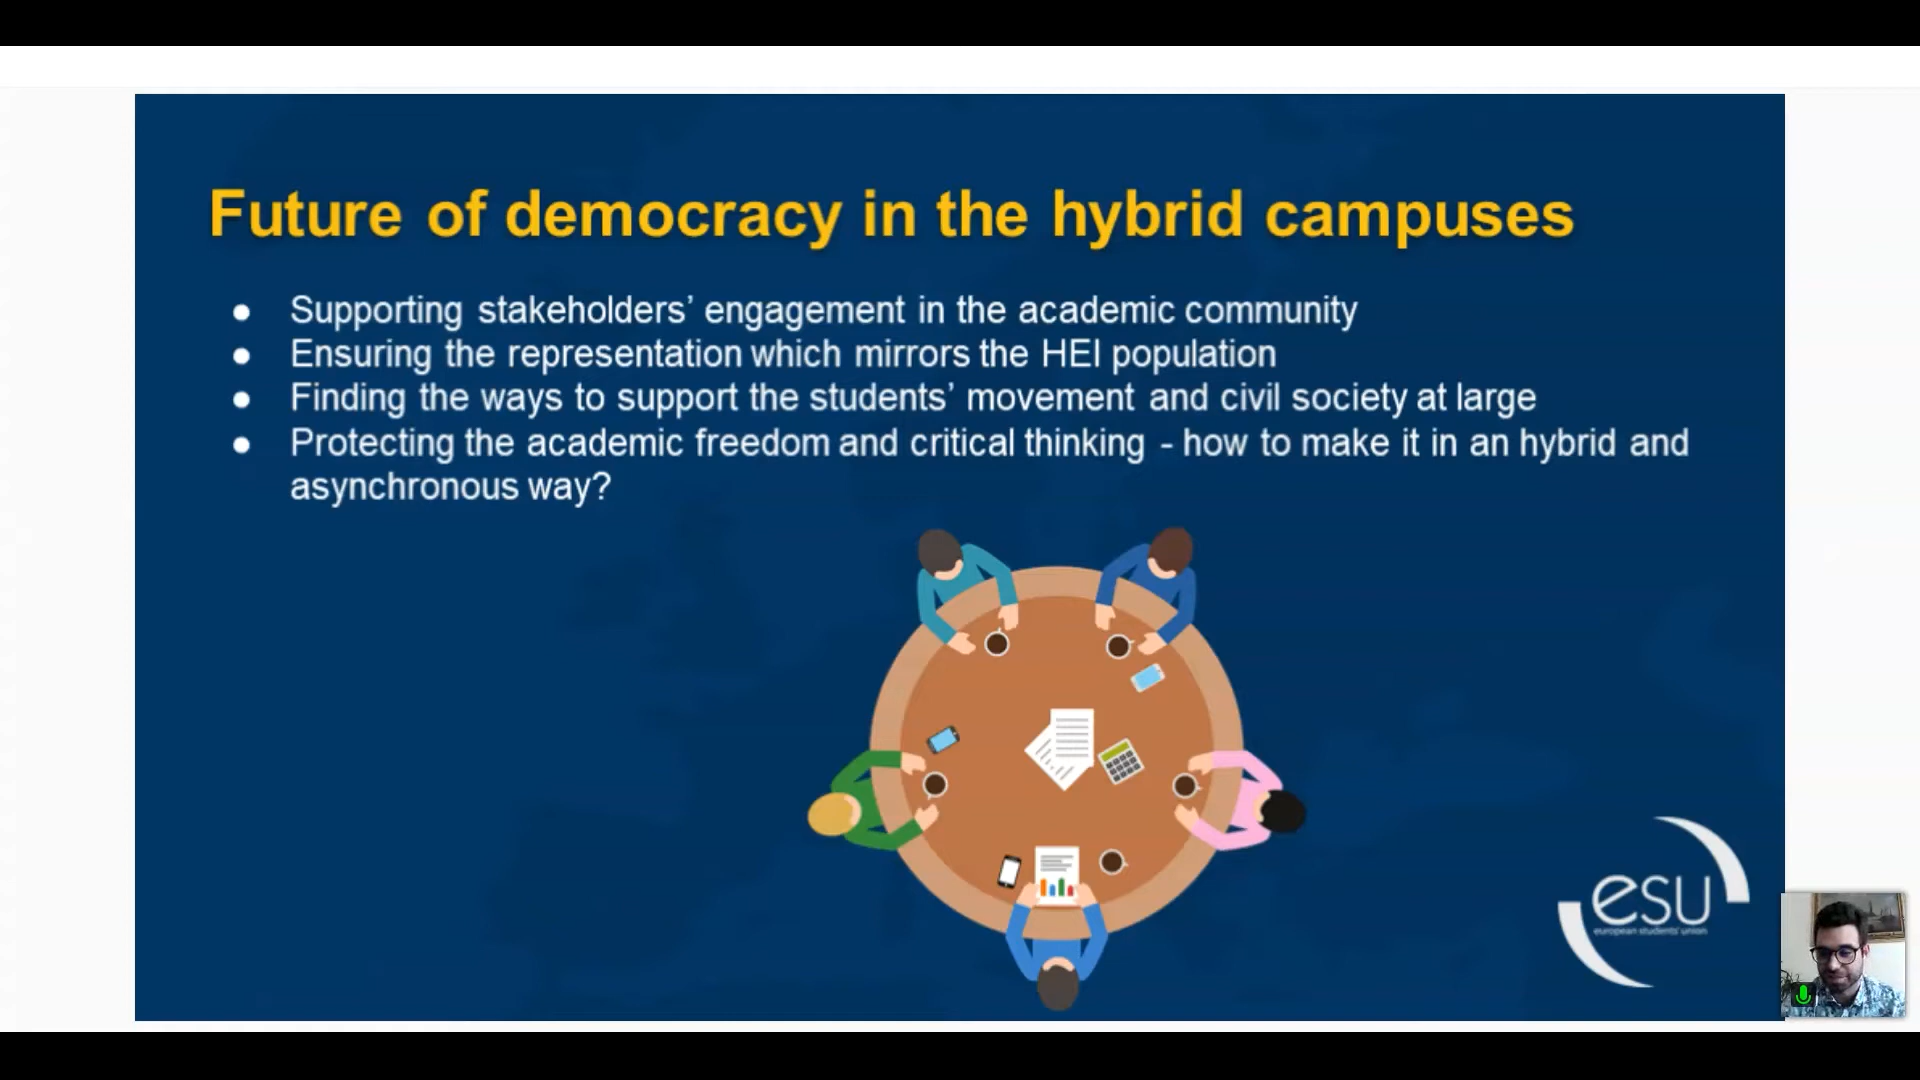 Future of democracy in the hybrid campuses
● Supporting stakeholders’ engagement in the academic community
● Ensuring the representation which mirrors the HEI population
● Finding the ways to support the students’ movement and civil society at large
● Protecting the academic freedom and critical thinking - how to make it in an hybrid and
asynchronous way?
esu
european students' union